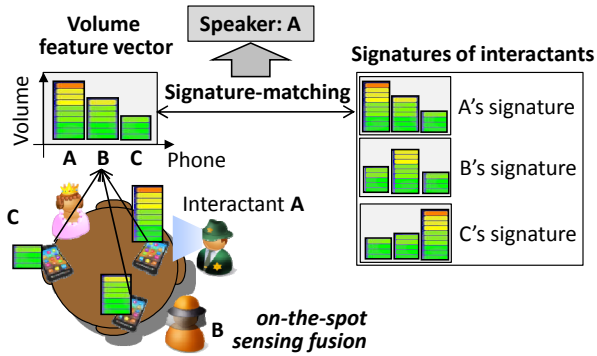 Volume
feature vector
Speaker: A
Signatures of interactants
Signature-matching
Volume
A B C Phone
A's signature
B's signature
C's signature
C
Interactant A
B
on-the-spot
sensing fusion